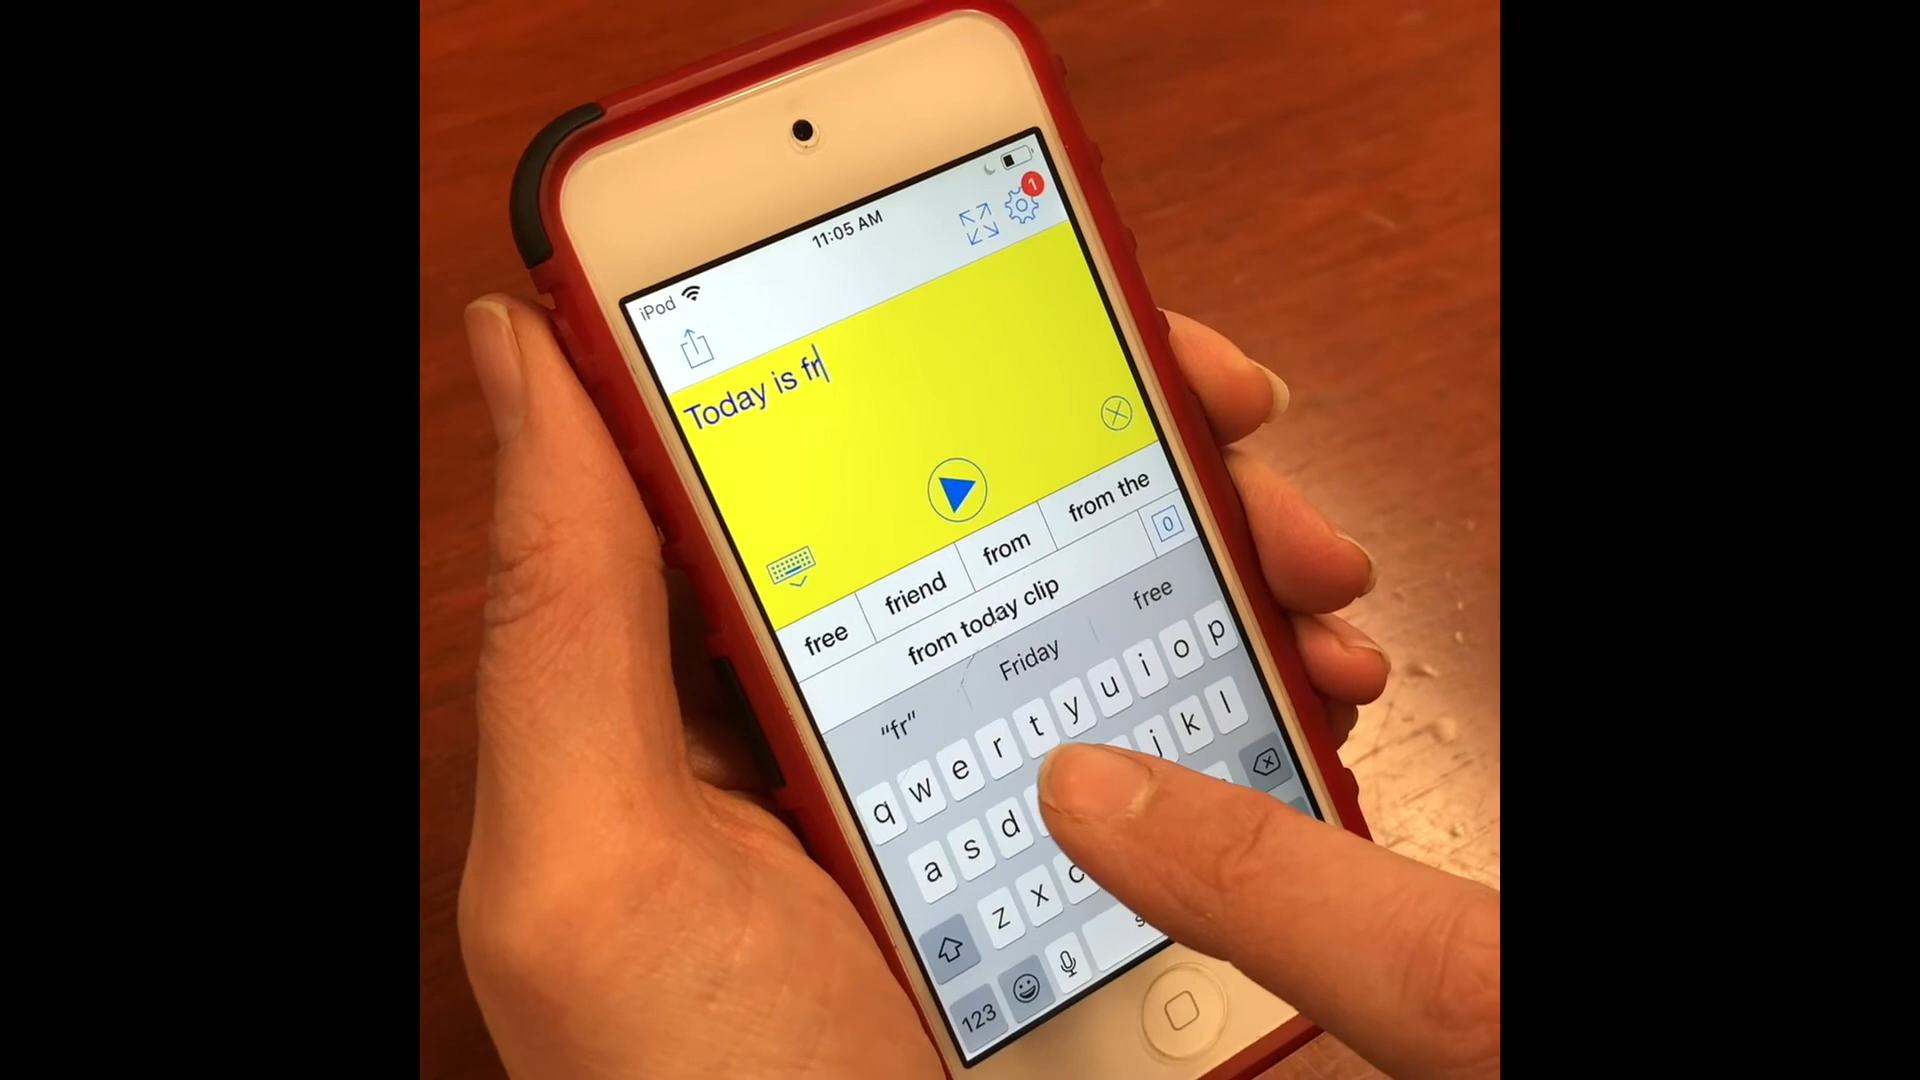 iPod 11:05 AM
1
Today is fr
free friend from from the
from today clip 0
“fr” Friday free
q w e r t y u i o p
a s d j k l
z x c
123 s